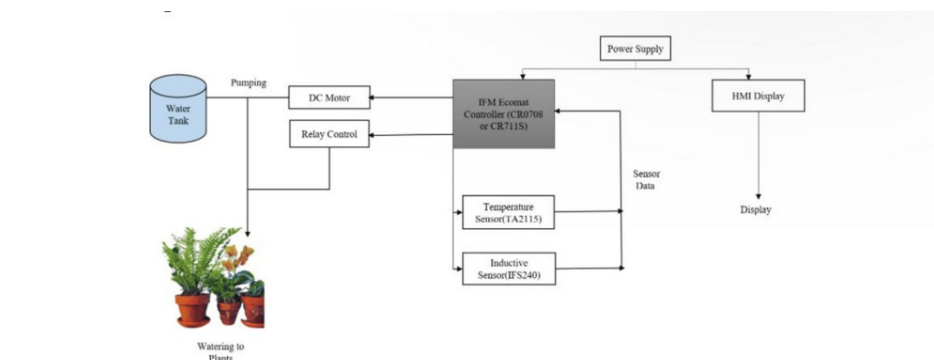 Power Supply
Pumping
Water
Tank
DC Motor
IFM Ecomat
Controller (CR0708
or CR711S)
HMI Display
Relay Control
Sensor
Data
Temperature
Sensor(TA2115)
Display
Inductive
Sensor(IFS240)
Watering to
Plants